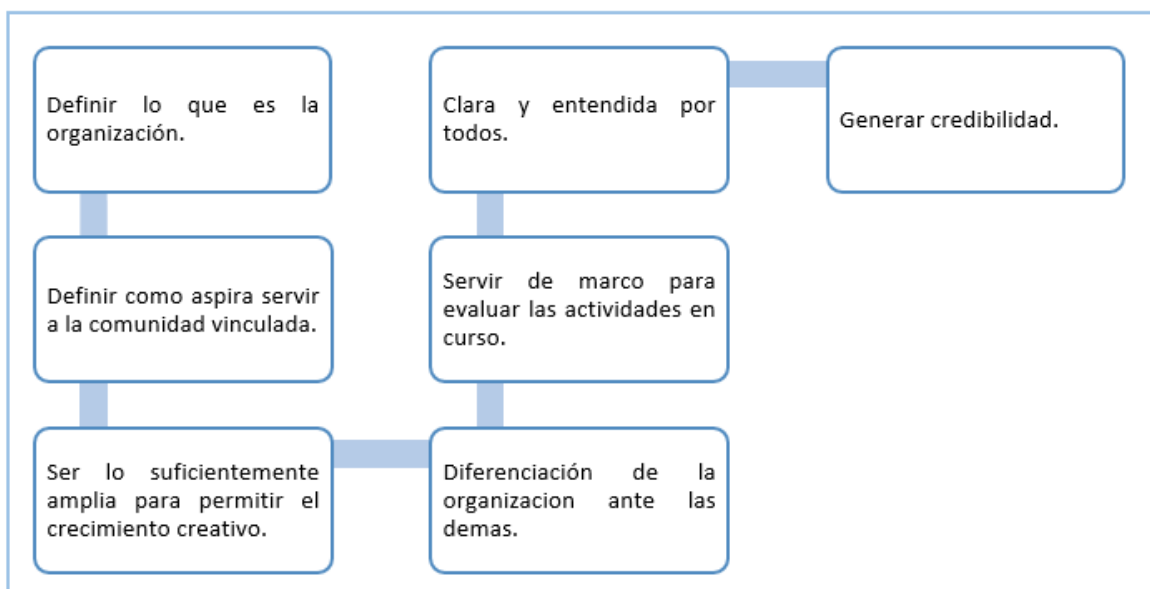 Definir lo que es la
organización.
Definir como aspira servir
a la comunidad vinculada.
Ser lo suficientemente
amplia para permitir el
crecimiento creativo.
Diferenciación de la
organizacion ante las
demas.
Servir de marco para
evaluar las actividades en
curso.
Clara y entendida por
todos.
Generar credibilidad.